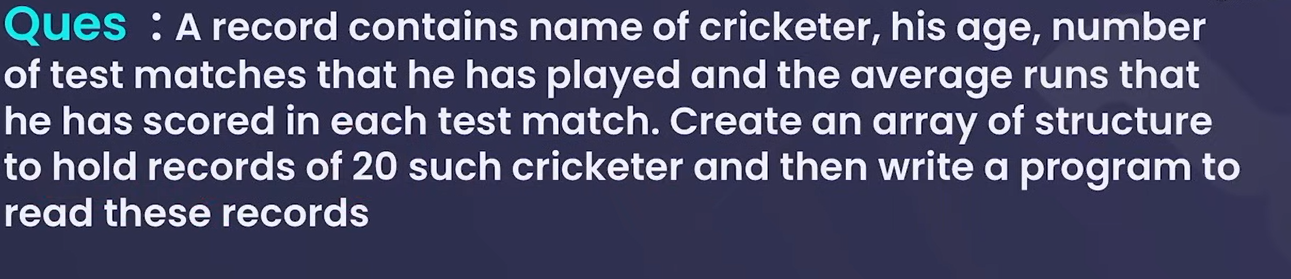 Ques : A record contains name of cricketer, his age, number
of test matches that he has played and the average runs that
he has scored in each test match. Create an array of structure
to hold records of 20 such cricketer and then write a program to
read these records